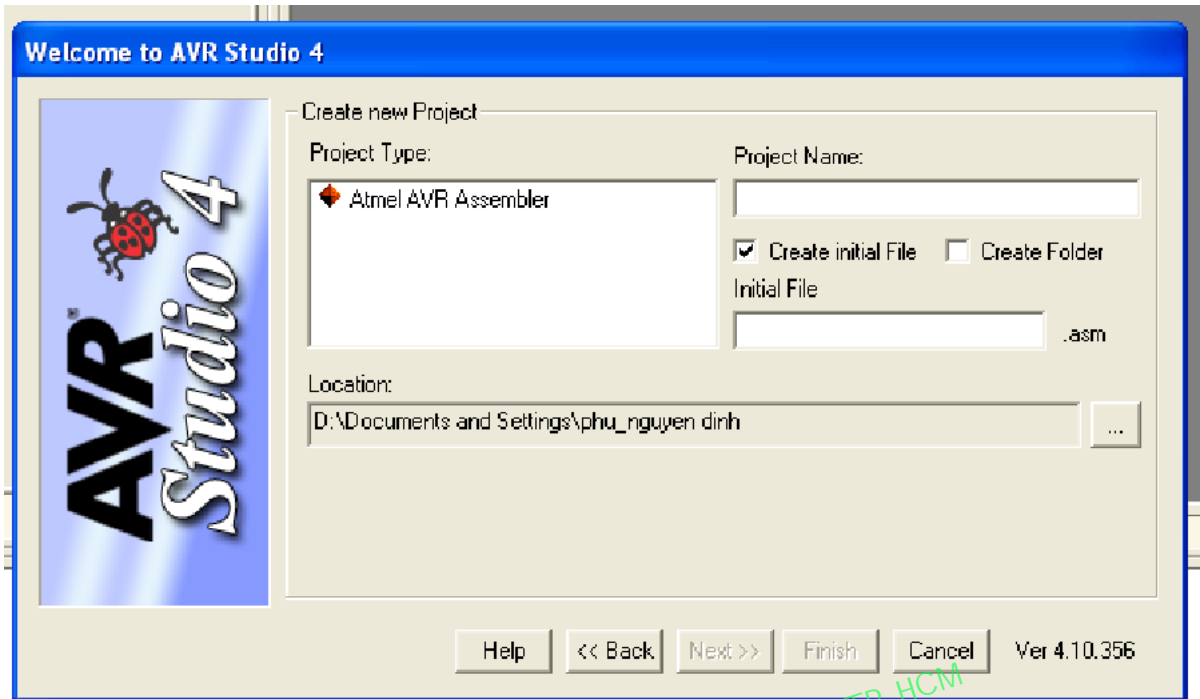 Welcome to AVR Studio 4
AVR® Studio 4
Create new Project
Project Type:
Atmel AVR Assembler
Project Name:
Create initial File
Create Folder
Initial File
.asm
Location:
D:\Documents and Settings\phu_nguyen dinh
...
Help
<< Back
Next >>
Finish
Cancel
Ver 4.10.356
TP. HCM